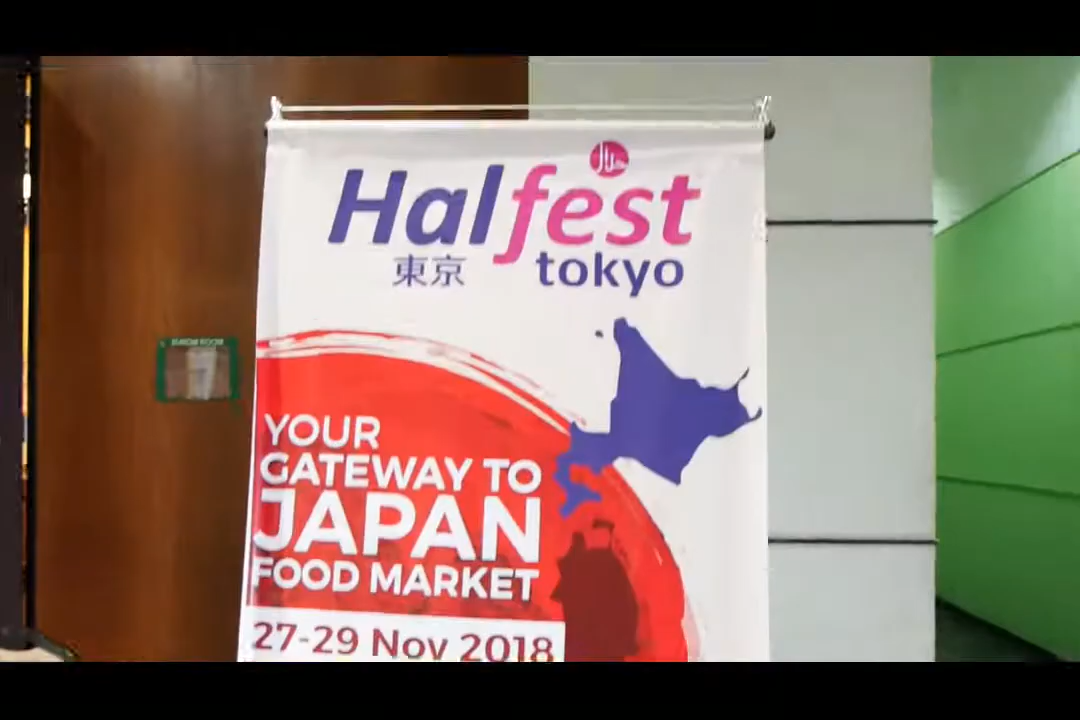 Halfest
東京 tokyo
YOUR
GATEWAY TO
JAPAN
FOOD MARKET
27-29 Nov 2018